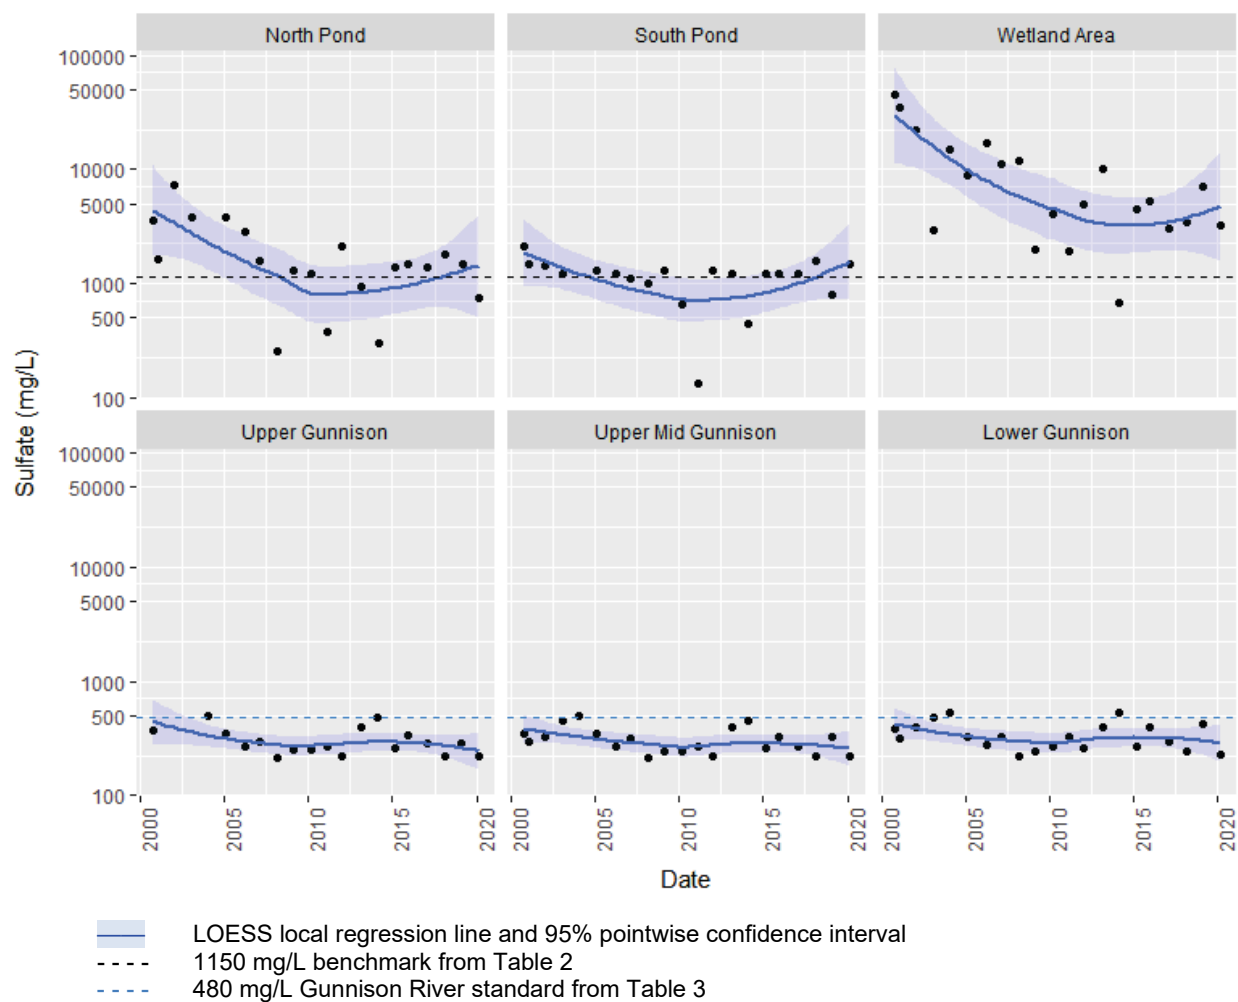 North Pond
South Pond
Wetland Area
100000
50000
10000
5000
1000
500
100
Upper Gunnison
Upper Mid Gunnison
Lower Gunnison
100000
50000
10000
5000
1000
500
100
Sulfate (mg/L)
2000 2005 2010 2015 2020
2000 2005 2010 2015 2020
2000 2005 2010 2015 2020
Date
LOESS local regression line and 95% pointwise confidence interval
1150 mg/L benchmark from Table 2
480 mg/L Gunnison River standard from Table 3